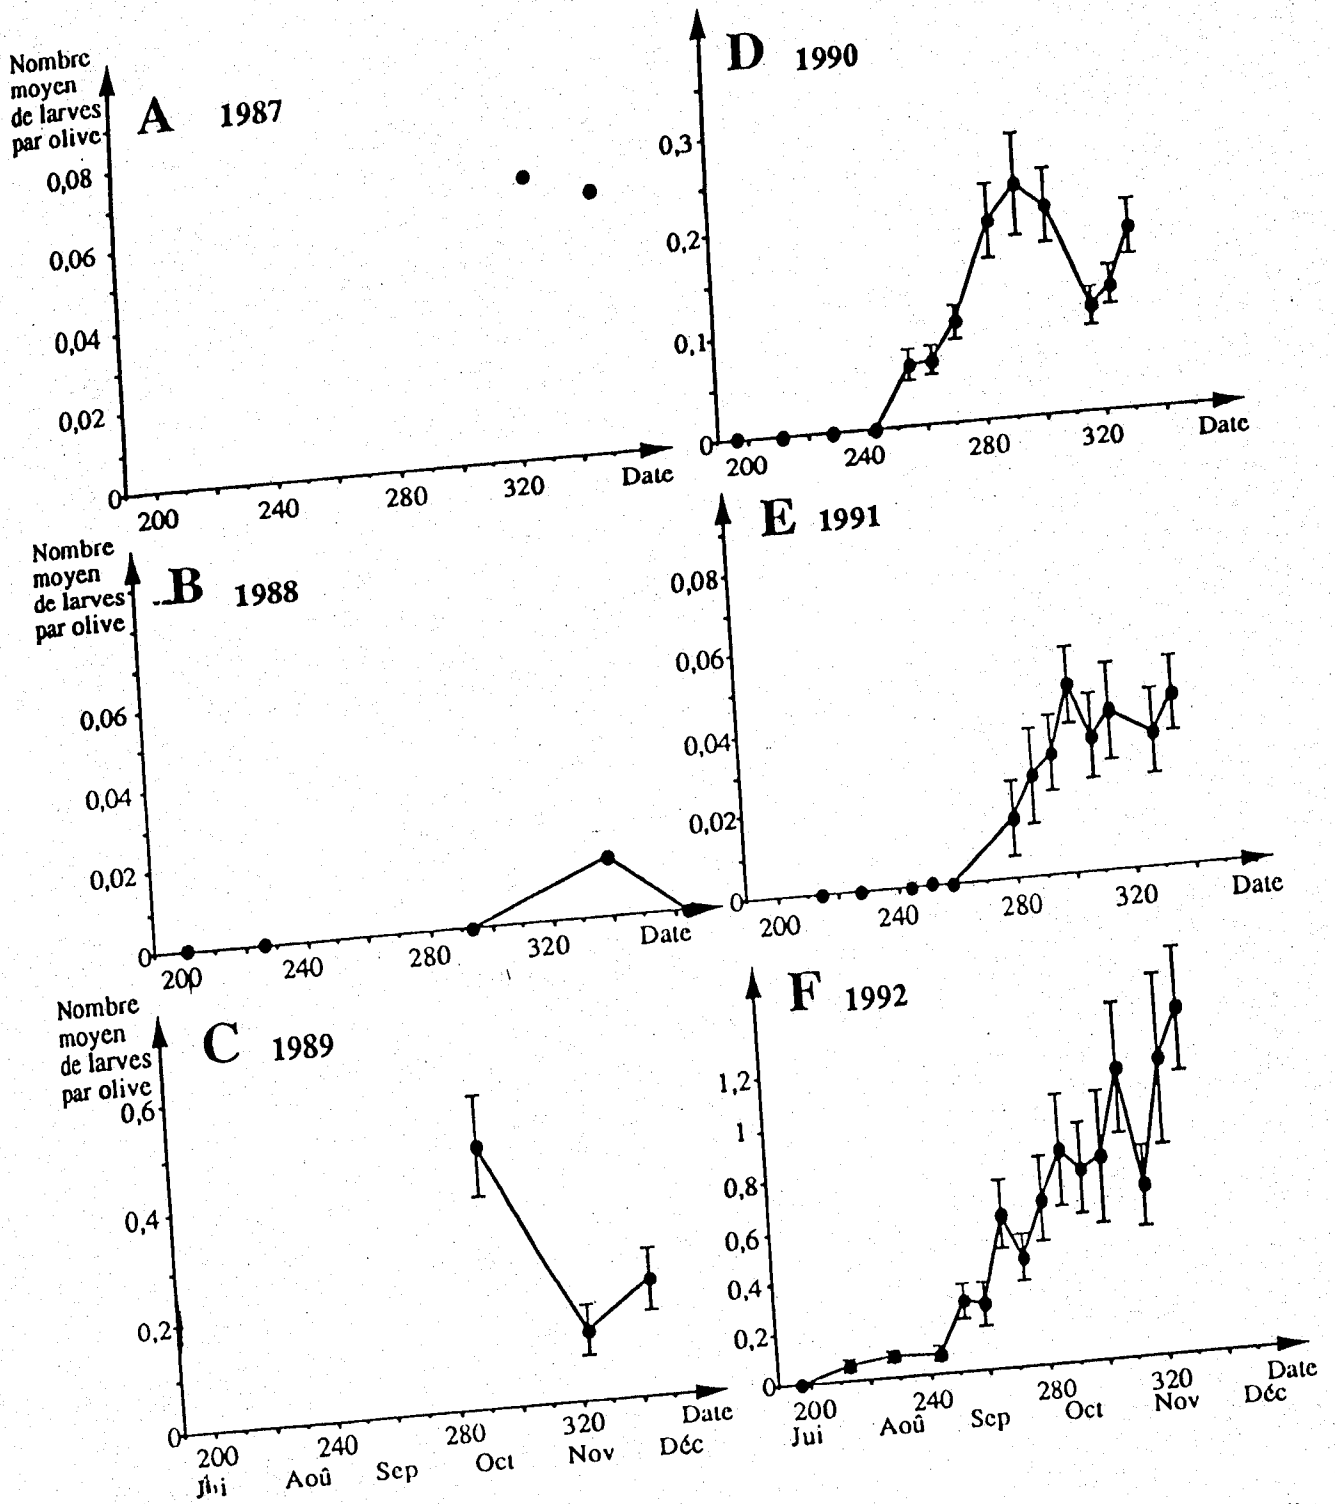 Nombre
moyen
de larves
par olive
A 1987
0,08
0,06
0,04
0,02
0
200 240 280 320 Date
Nombre
moyen
de larves
par olive
B 1988
0,06
0,04
0,02
0
200 240 280 320 Date
Nombre
moyen
de larves
par olive
C 1989
0,6
0,4
0,2
0
200 240 280 320 Date
Jui Aoû Sep Oct Nov Déc
D 1990
0,3
0,2
0,1
0
200 240 280 320 Date
E 1991
0,08
0,06
0,04
0,02
0
200 240 280 320 Date
F 1992
1,2
1
0,8
0,6
0,4
0,2
0
200 240 280 320 Date
Jui Aoû Sep Oct Nov Déc